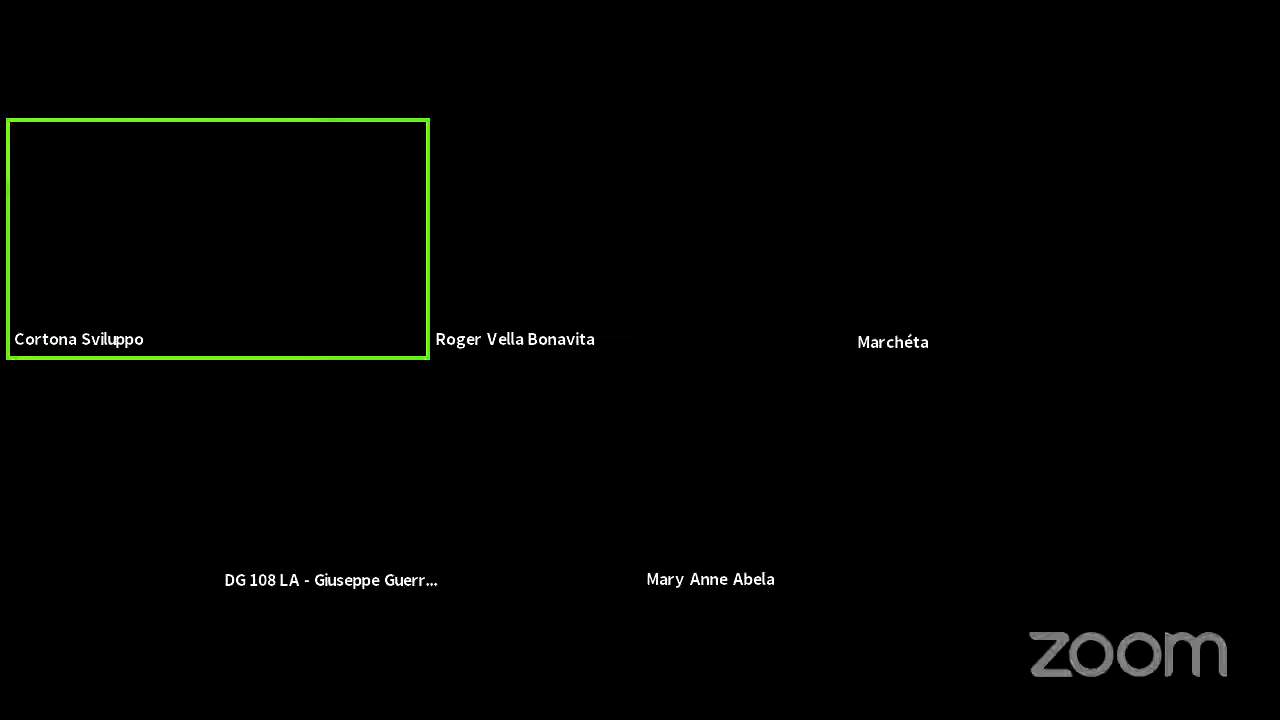 Cortona Sviluppo
Roger Vella Bonavita
Marchéta
DG 108 LA - Giuseppe Guerr...
Mary Anne Abela
zoom